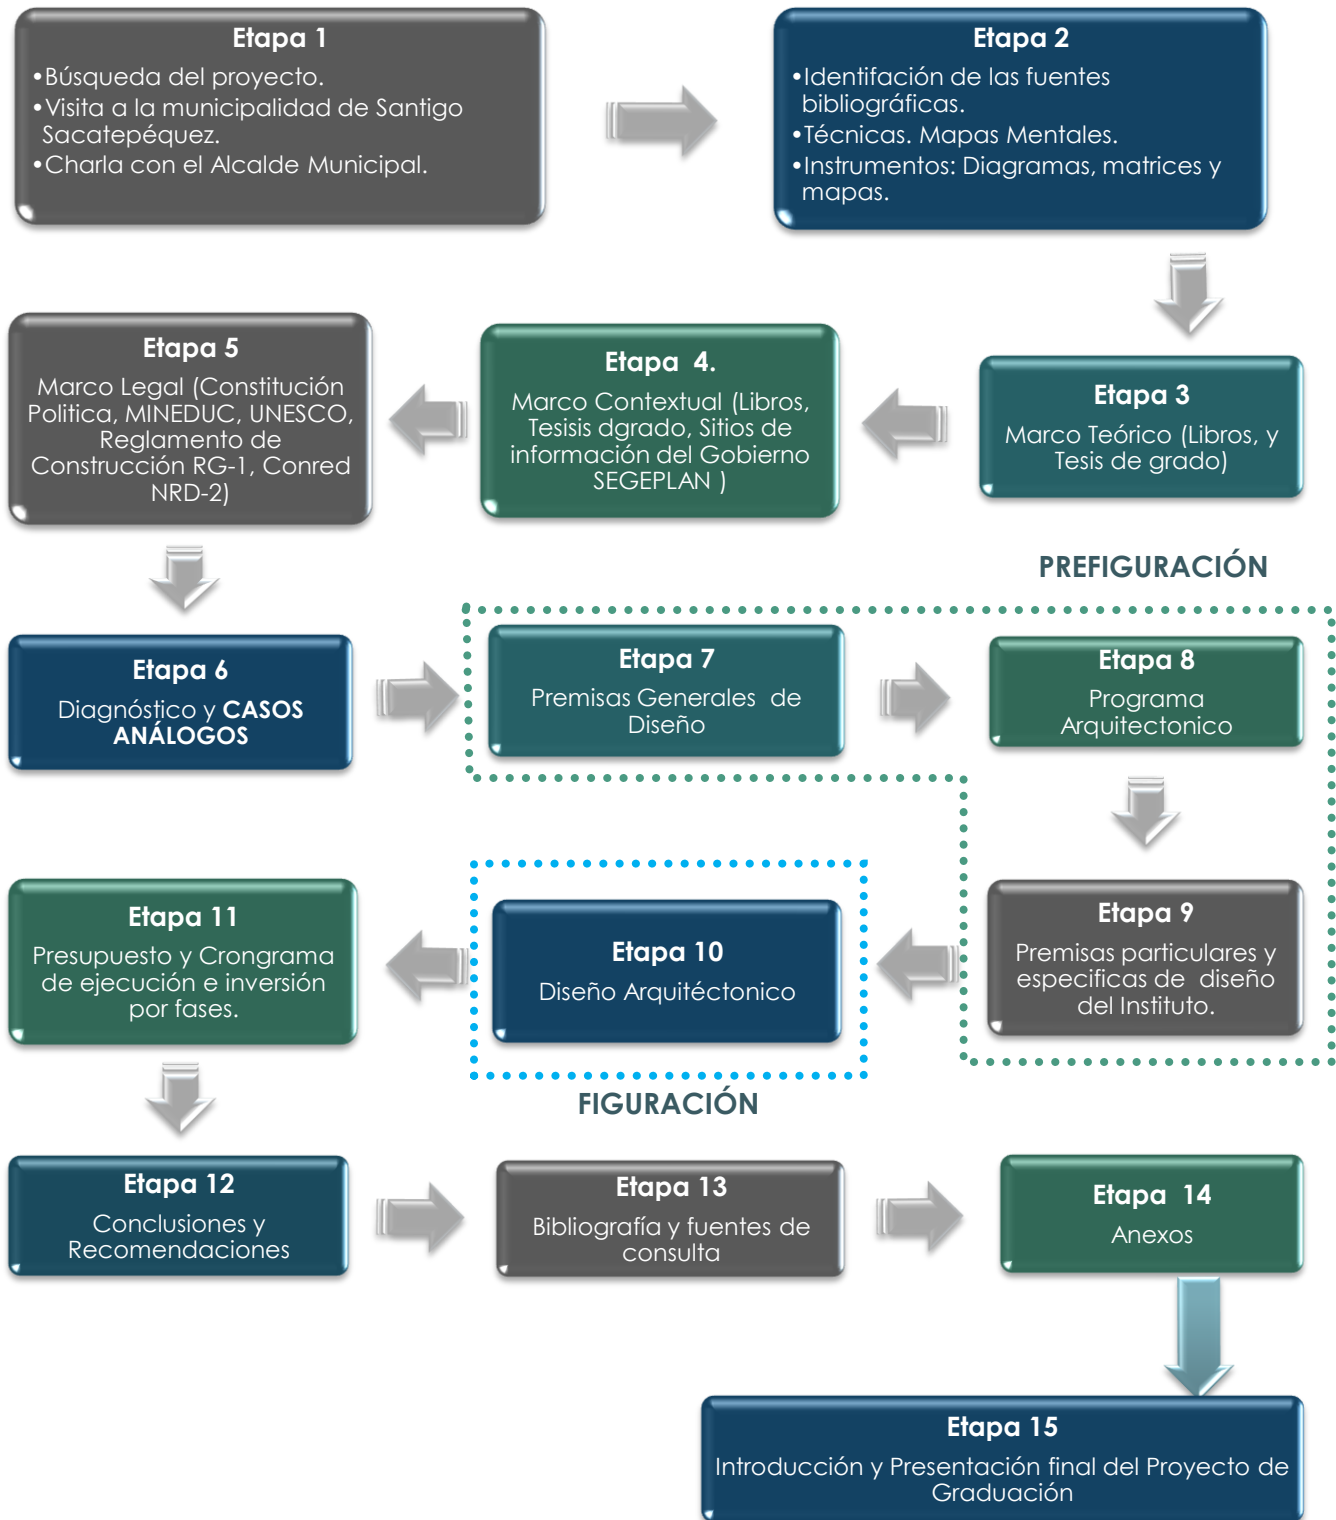 Etapa 1
•Búsqueda del proyecto.
•Visita a la municipalidad de Santigo
Sacatepéquez.
•Charla con el Alcalde Municipal.
Etapa 2
•Identifación de las fuentes
bibliográficas.
•Técnicas. Mapas Mentales.
•Instrumentos: Diagramas, matrices y
mapas.
Etapa 3
Marco Teórico (Libros, y
Tesis de grado)
Etapa 4.
Marco Contextual (Libros,
Tesisis dgrado, Sitios de
información del Gobierno
SEGEPLAN )
Etapa 5
Marco Legal (Constitución
Politica, MINEDUC, UNESCO,
Reglamento de
Construcción RG-1, Conred
NRD-2)
Etapa 6
Diagnóstico y CASOS
ANÁLOGOS
PREFIGURACIÓN
Etapa 7
Premisas Generales de
Diseño
Etapa 8
Programa
Arquitectonico
Etapa 9
Premisas particulares y
especificas de diseño
del Instituto.
Etapa 10
Diseño Arquitéctonico
FIGURACIÓN
Etapa 11
Presupuesto y Crongrama
de ejecución e inversión
por fases.
Etapa 12
Conclusiones y
Recomendaciones
Etapa 13
Bibliografía y fuentes de
consulta
Etapa 14
Anexos
Etapa 15
Introducción y Presentación final del Proyecto de
Graduación